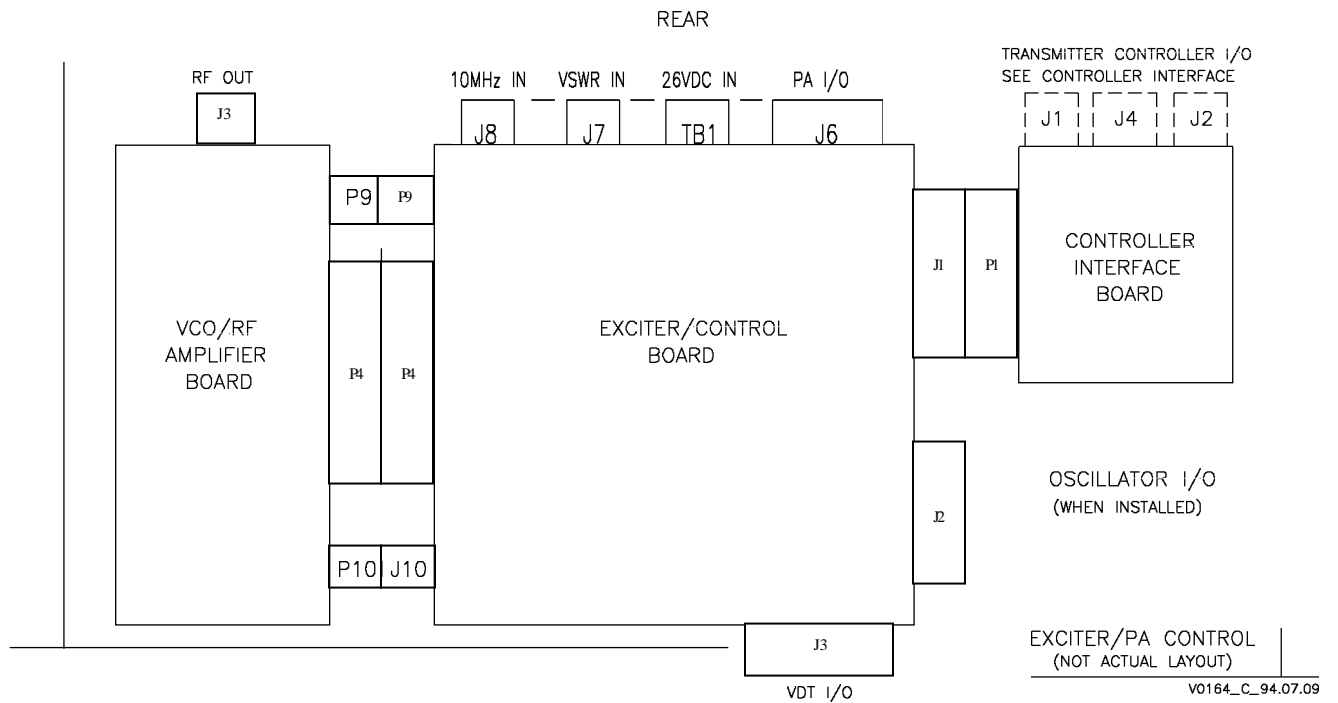 REAR
TRANSMITTER CONTROLLER I/O
SEE CONTROLLER INTERFACE
RF OUT
10MHz IN
VSWR IN
26VDC IN
PA I/O
J3
J8
J7
TB1
J6
J1
J4
J2
P9
P9
VCO/RF
AMPLIFIER
BOARD
P4
P4
EXCITER/CONTROL
BOARD
J1
P1
CONTROLLER
INTERFACE
BOARD
J2
OSCILLATOR I/O
(WHEN INSTALLED)
P10
J10
J3
VDT I/O
EXCITER/PA CONTROL
(NOT ACTUAL LAYOUT)
V0164_C_94.07.09